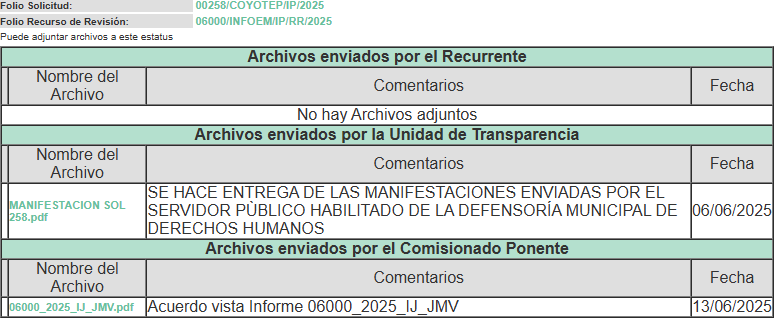 Folio Solicitud: 00258/COYOTEP/IP/2025
Folio Recurso de Revisión: 06000/INFOEM/IP/RR/2025
Puede adjuntar archivos a este estatus
Archivos enviados por el Recurrente
Nombre del Archivo Comentarios Fecha
No hay Archivos adjuntos
Archivos enviados por la Unidad de Transparencia
Nombre del Archivo Comentarios Fecha
MANIFESTACION SOL 258.pdf
SE HACE ENTREGA DE LAS MANIFESTACIONES ENVIADAS POR EL
SERVIDOR PÙBLICO HABILITADO DE LA DEFENSORÍA MUNICIPAL DE
DERECHOS HUMANOS
06/06/2025
Archivos enviados por el Comisionado Ponente
Nombre del Archivo Comentarios Fecha
06000_2025_IJ_JMV.pdf Acuerdo vista Informe 06000_2025_IJ_JMV 13/06/2025